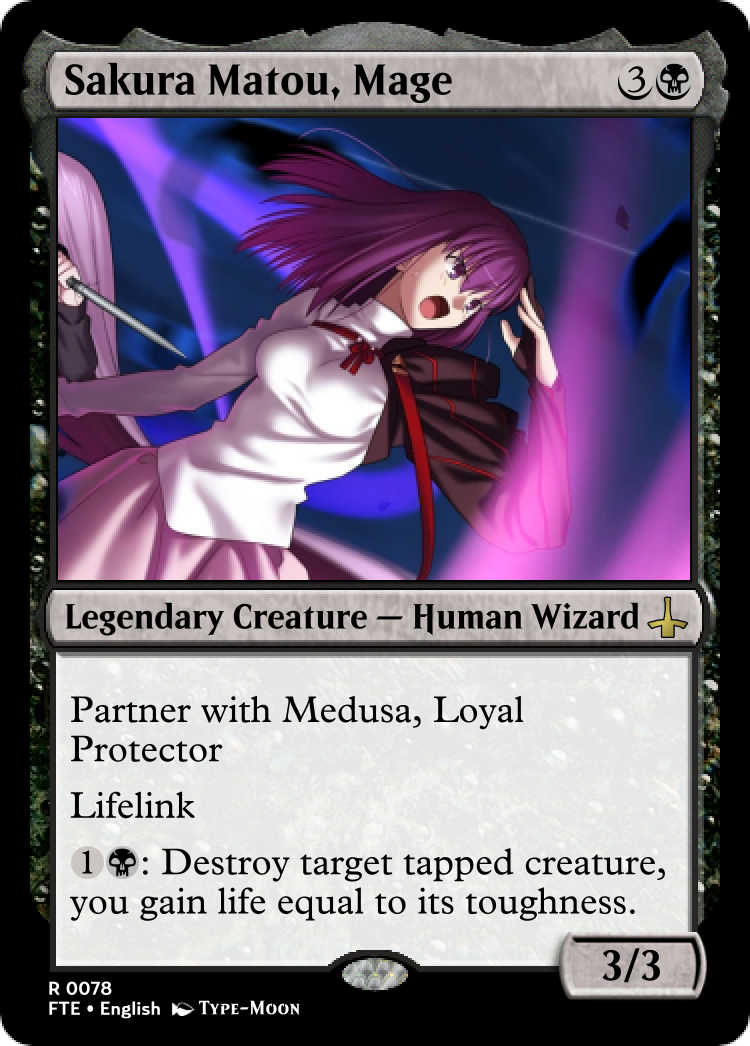 Sakura Matou, Mage 3
Legendary Creature — Human Wizard
Partner with Medusa, Loyal
Protector
Lifelink
1: Destroy target tapped creature,
you gain life equal to its toughness.
3/3
R 0078
FTE • English Type-Moon